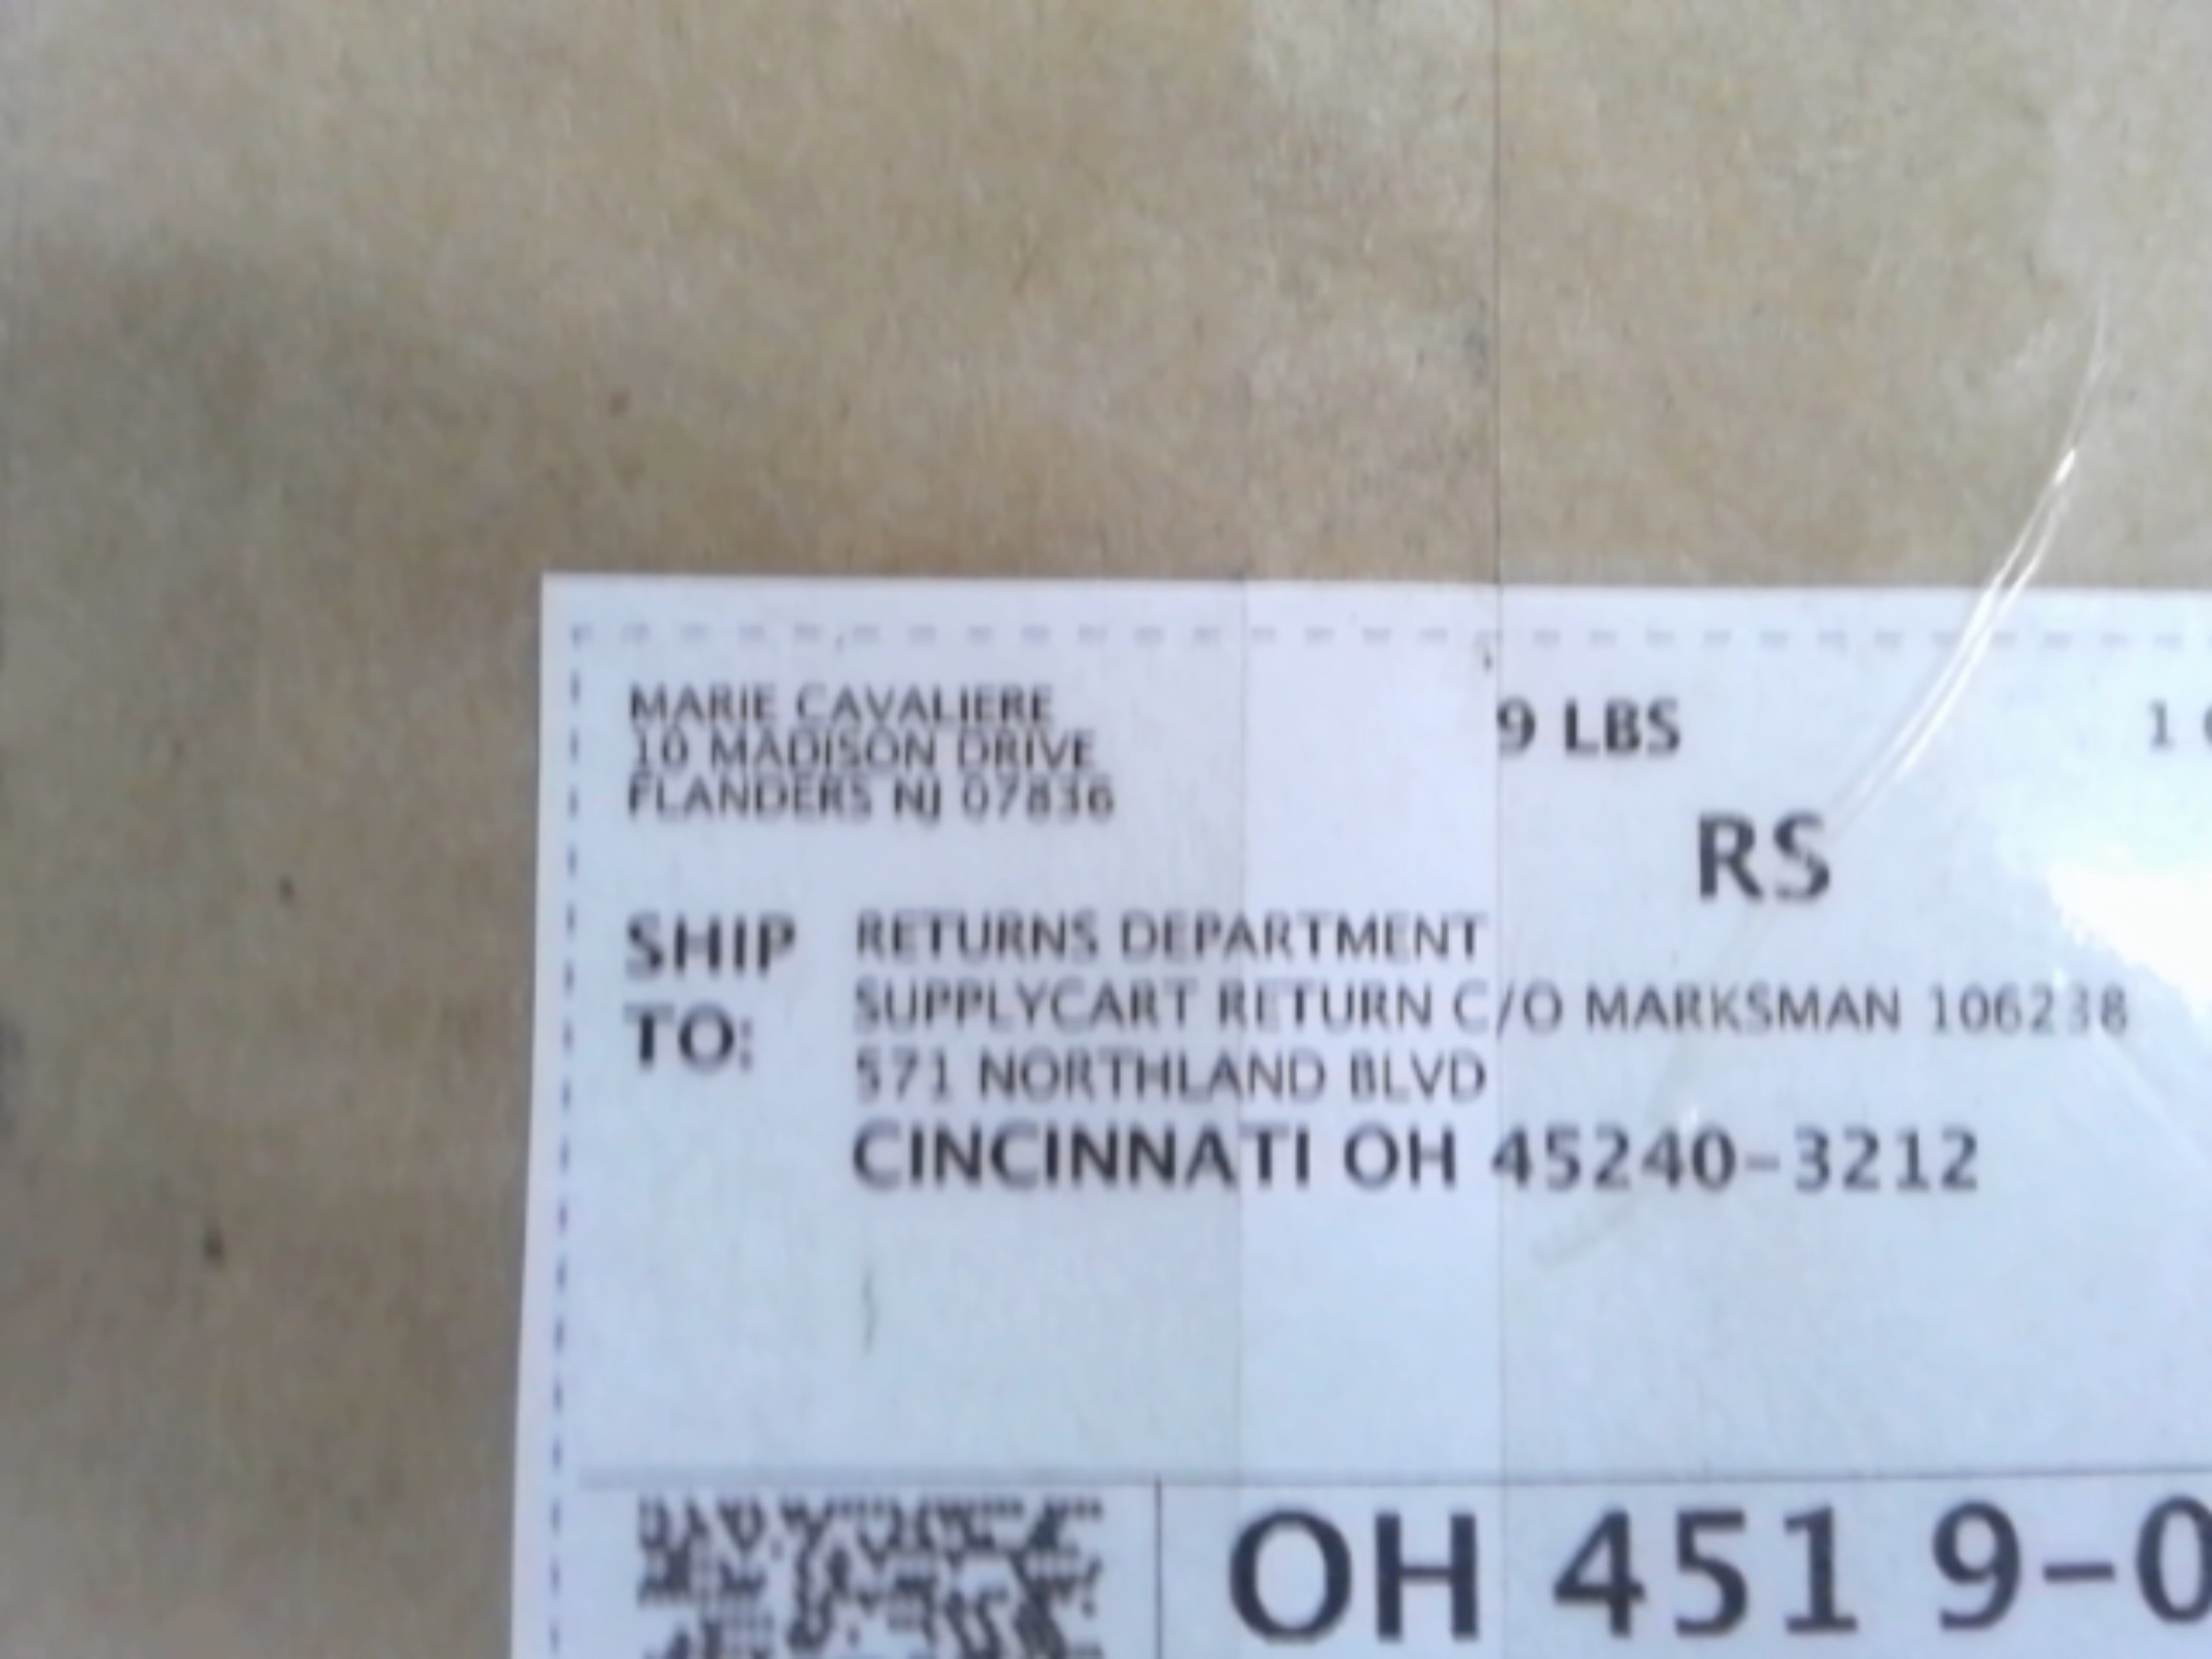 MARIE CAVALIERE
10 MADISON DRIVE
FLANDERS NJ 07836
9 LBS
1
RS
SHIP TO:
RETURNS DEPARTMENT
SUPPLYCART RETURN C/O MARKSMAN 106238
571 NORTHLAND BLVD
CINCINNATI OH 45240-3212
OH 451 9-0